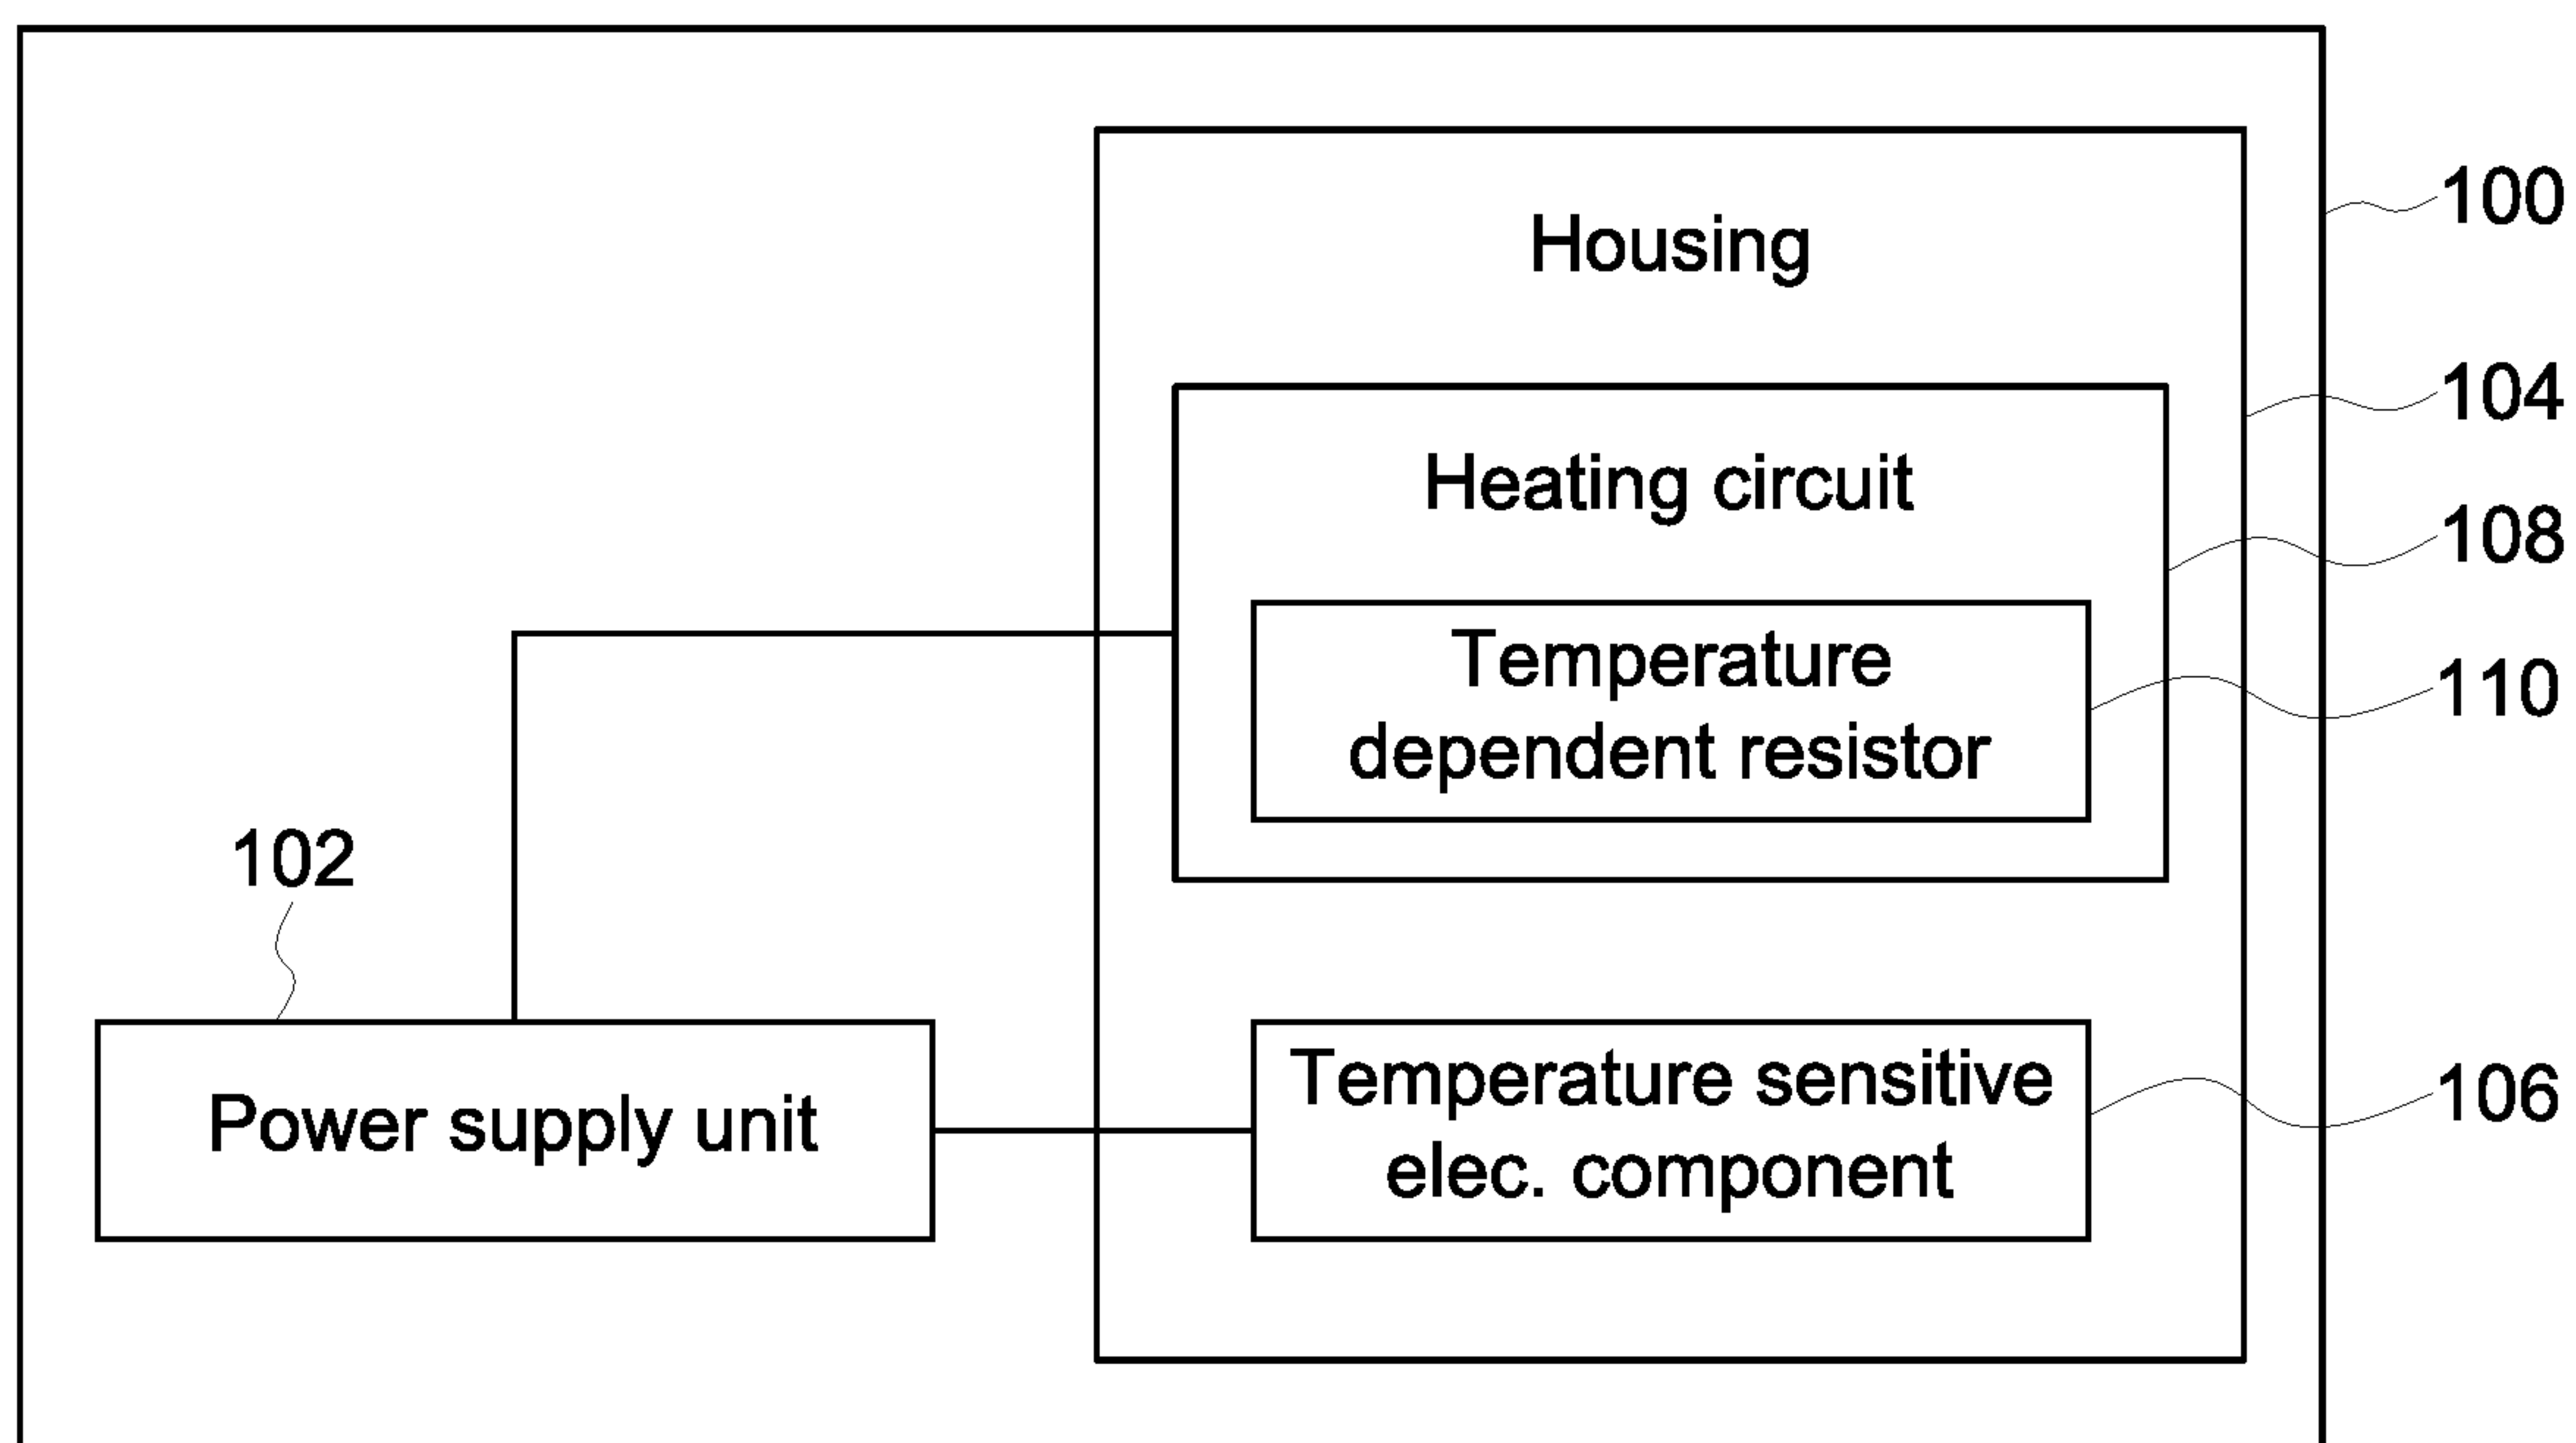 Housing
100
104
Heating circuit
108
Temperature
dependent resistor
110
102
Power supply unit
Temperature sensitive
elec. component
106